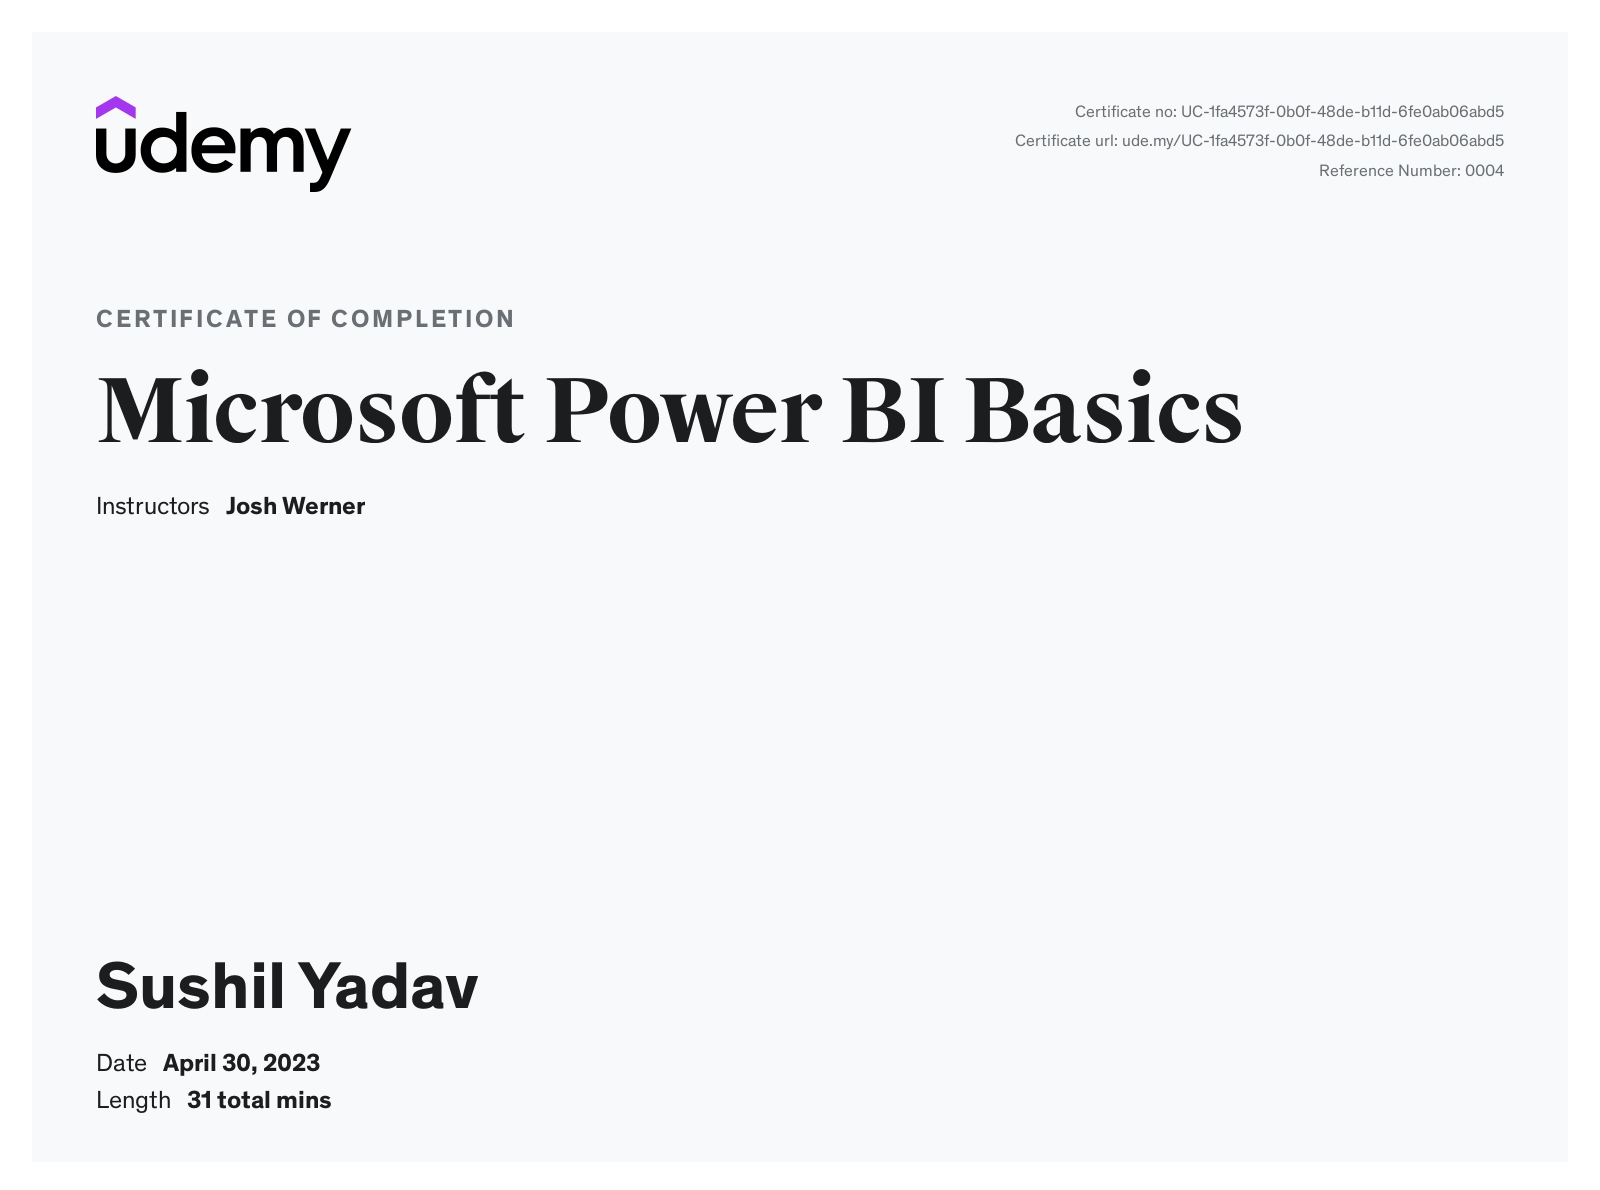 udemy
Certificate no: UC-1fa4573f-0b0f-48de-b11d-6fe0ab06abd5
Certificate url: ude.my/UC-1fa4573f-0b0f-48de-b11d-6fe0ab06abd5
Reference Number: 0004
CERTIFICATE OF COMPLETION
Microsoft Power BI Basics
Instructors Josh Werner
Sushil Yadav
Date April 30, 2023
Length 31 total mins